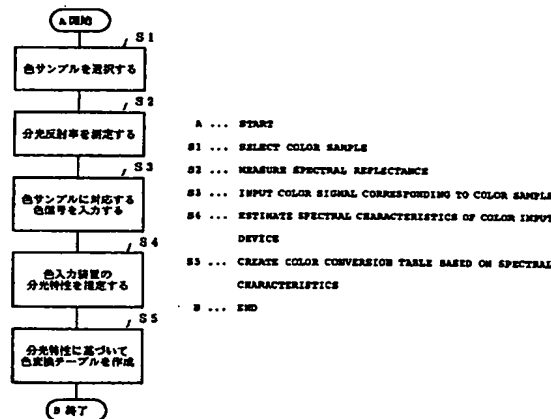 A 開始
S1
色サンプルを選択する
S2
分光反射率を測定する
S3
色サンプルに対応する
色信号を入力する
S4
色入力装置の
分光特性を推定する
S5
分光特性に基づいて
色変換テーブルを作成
B 終了
A ... START
S1 ... SELECT COLOR SAMPLE
S2 ... MEASURE SPECTRAL REFLECTANCE
S3 ... INPUT COLOR SIGNAL CORRESPONDING TO COLOR SAMPLE
S4 ... ESTIMATE SPECTRAL CHARACTERISTICS OF COLOR INPUT
DEVICE
S5 ... CREATE COLOR CONVERSION TABLE BASED ON SPECTRAL
CHARACTERISTICS
B ... END